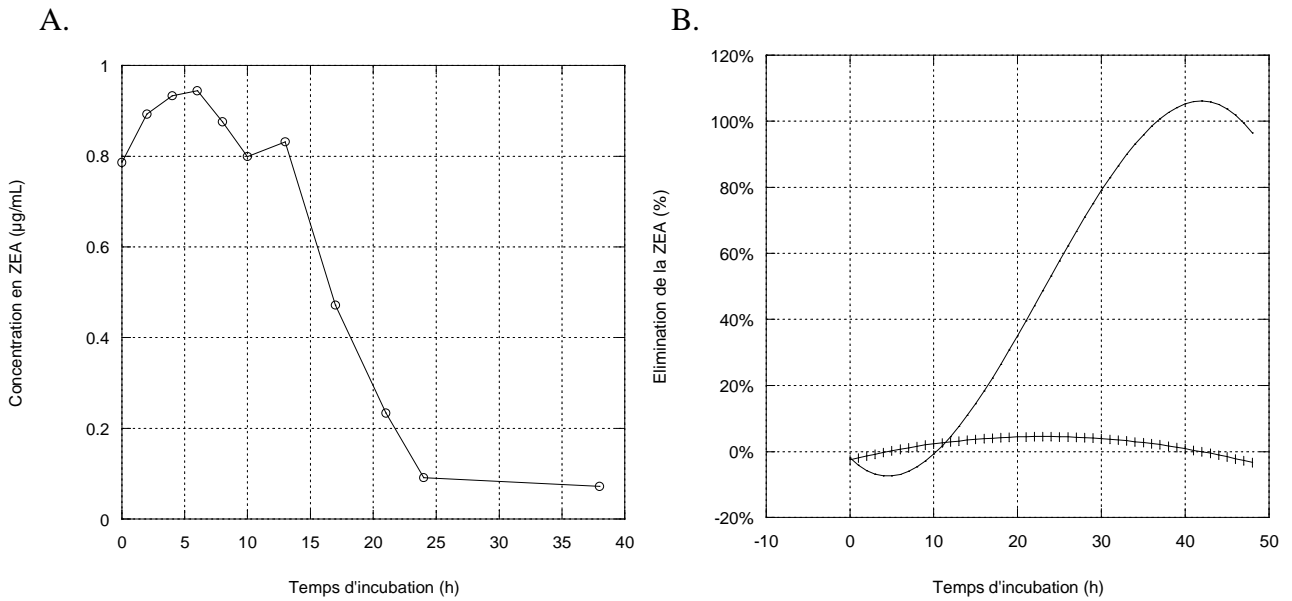 A.
1
0.8
0.6
0.4
0.2
0
0 5 10 15 20 25 30 35 40
Concentration en ZEA (µg/mL)
Temps d'incubation (h)
B.
120%
100%
80%
60%
40%
20%
0%
-20%
-10 0 10 20 30 40 50
Elimination de la ZEA (%)
Temps d'incubation (h)